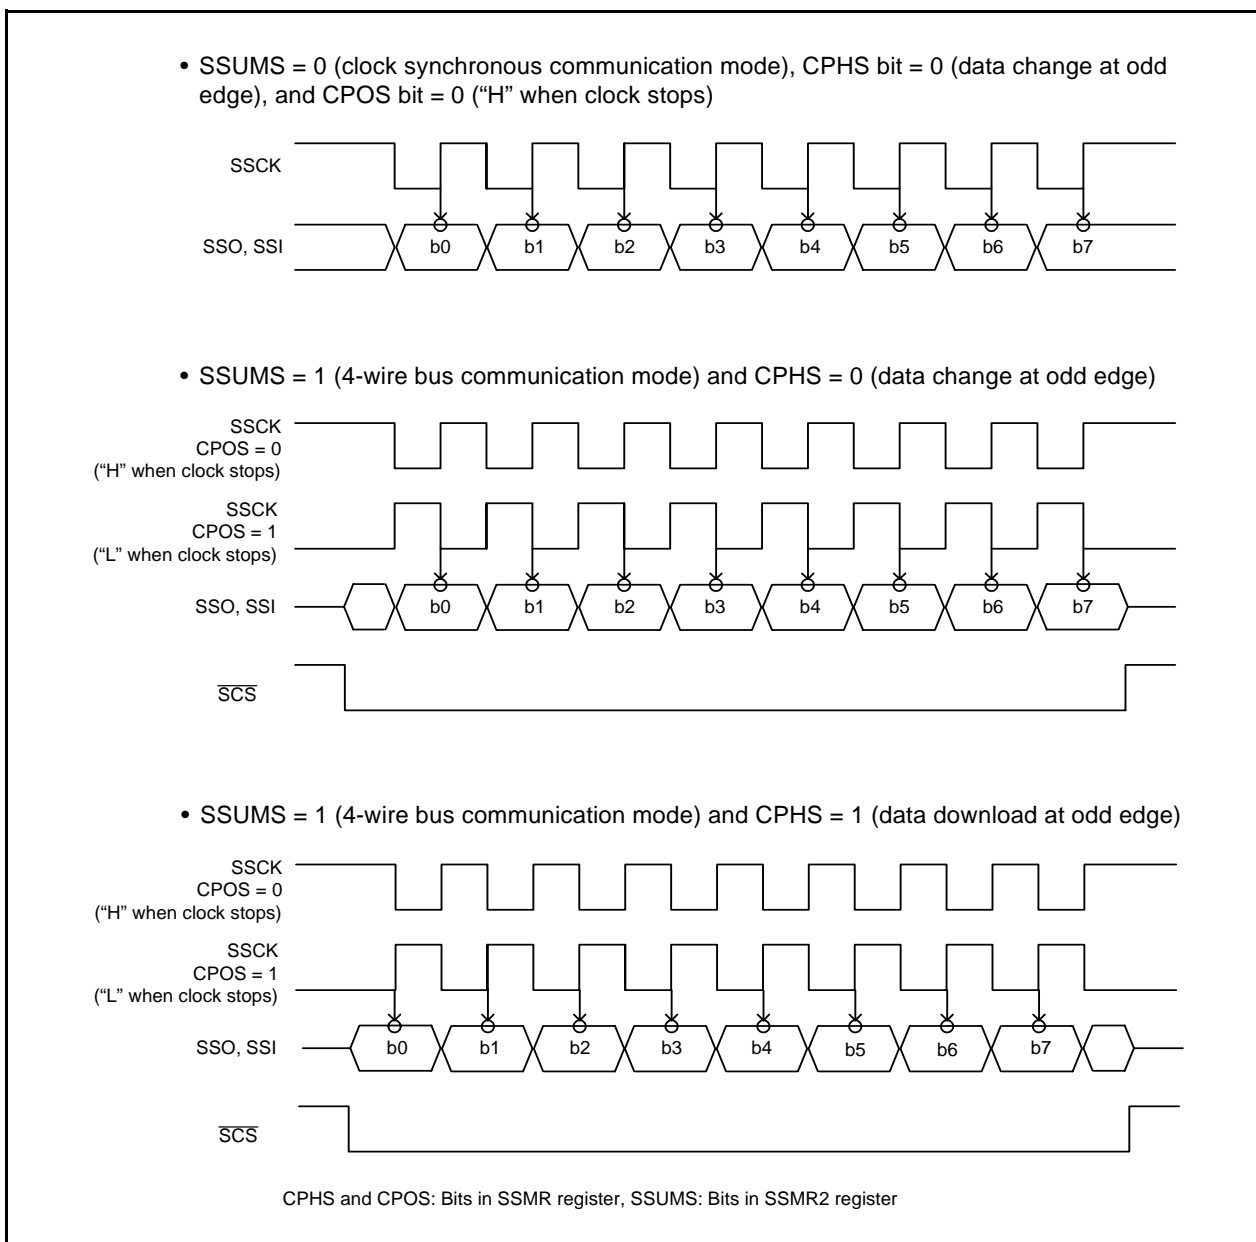 • SSUMS = 0 (clock synchronous communication mode), CPHS bit = 0 (data change at odd
edge), and CPOS bit = 0 (“H” when clock stops)
SSCK
SSO, SSI
b0 b1 b2 b3 b4 b5 b6 b7
• SSUMS = 1 (4-wire bus communication mode) and CPHS = 0 (data change at odd edge)
SSCK
CPOS = 0
(“H” when clock stops)
SSCK
CPOS = 1
(“L” when clock stops)
SSO, SSI
b0 b1 b2 b3 b4 b5 b6 b7
SCS
• SSUMS = 1 (4-wire bus communication mode) and CPHS = 1 (data download at odd edge)
SSCK
CPOS = 0
(“H” when clock stops)
SSCK
CPOS = 1
(“L” when clock stops)
SSO, SSI
b0 b1 b2 b3 b4 b5 b6 b7
SCS
CPHS and CPOS: Bits in SSMR register, SSUMS: Bits in SSMR2 register